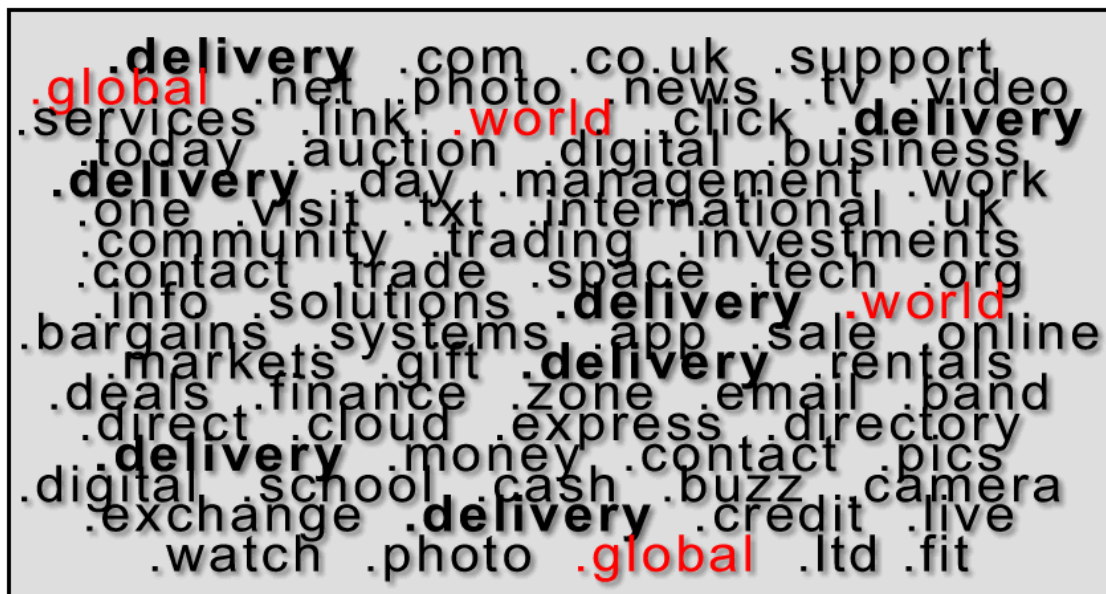 .delivery .com .co.uk .support
.global .net .photo .news .tv .video
.services .link .world .click .delivery
.today .auction .digital .business
.delivery .day .management .work
.one .visit .txt .international .uk
.community .trading .investments
.contact .trade .space .tech .org
.info .solutions .delivery .world
.bargains .systems .app .sale .online
.markets .gift .delivery .rentals
.deals .finance .zone .email .band
.direct .cloud .express .directory
.delivery .money .contact .pics
.digital .school .cash .buzz .camera
.exchange .delivery .credit .live
.watch .photo .global .ltd .fit